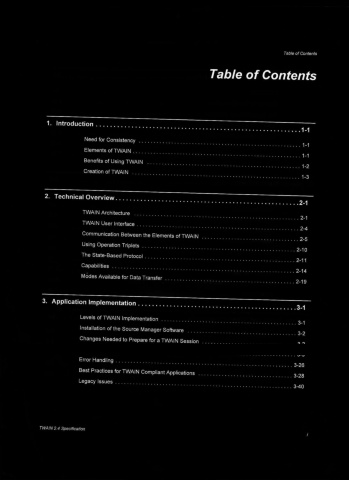 Table of Contents
Table of Contents
1. Introduction 1-1
Need for Consistency 1-1
Elements of TWAIN 1-1
Benefits of Using TWAIN 1-2
Creation of TWAIN 1-3
2. Technical Overview 2-1
TWAIN Architecture 2-1
TWAIN User Interface 2-4
Communication Between the Elements of TWAIN 2-5
Using Operation Triplets 2-10
The State-Based Protocol 2-11
Capabilities 2-14
Modes Available for Data Transfer 2-19
3. Application Implementation 3-1
Levels of TWAIN Implementation 3-1
Installation of the Source Manager Software 3-2
Changes Needed to Prepare for a TWAIN Session
Error Handling 3-26
Best Practices for TWAIN Compliant Applications 3-28
Legacy Issues 3-40
TWAIN 2.4 Specification
i